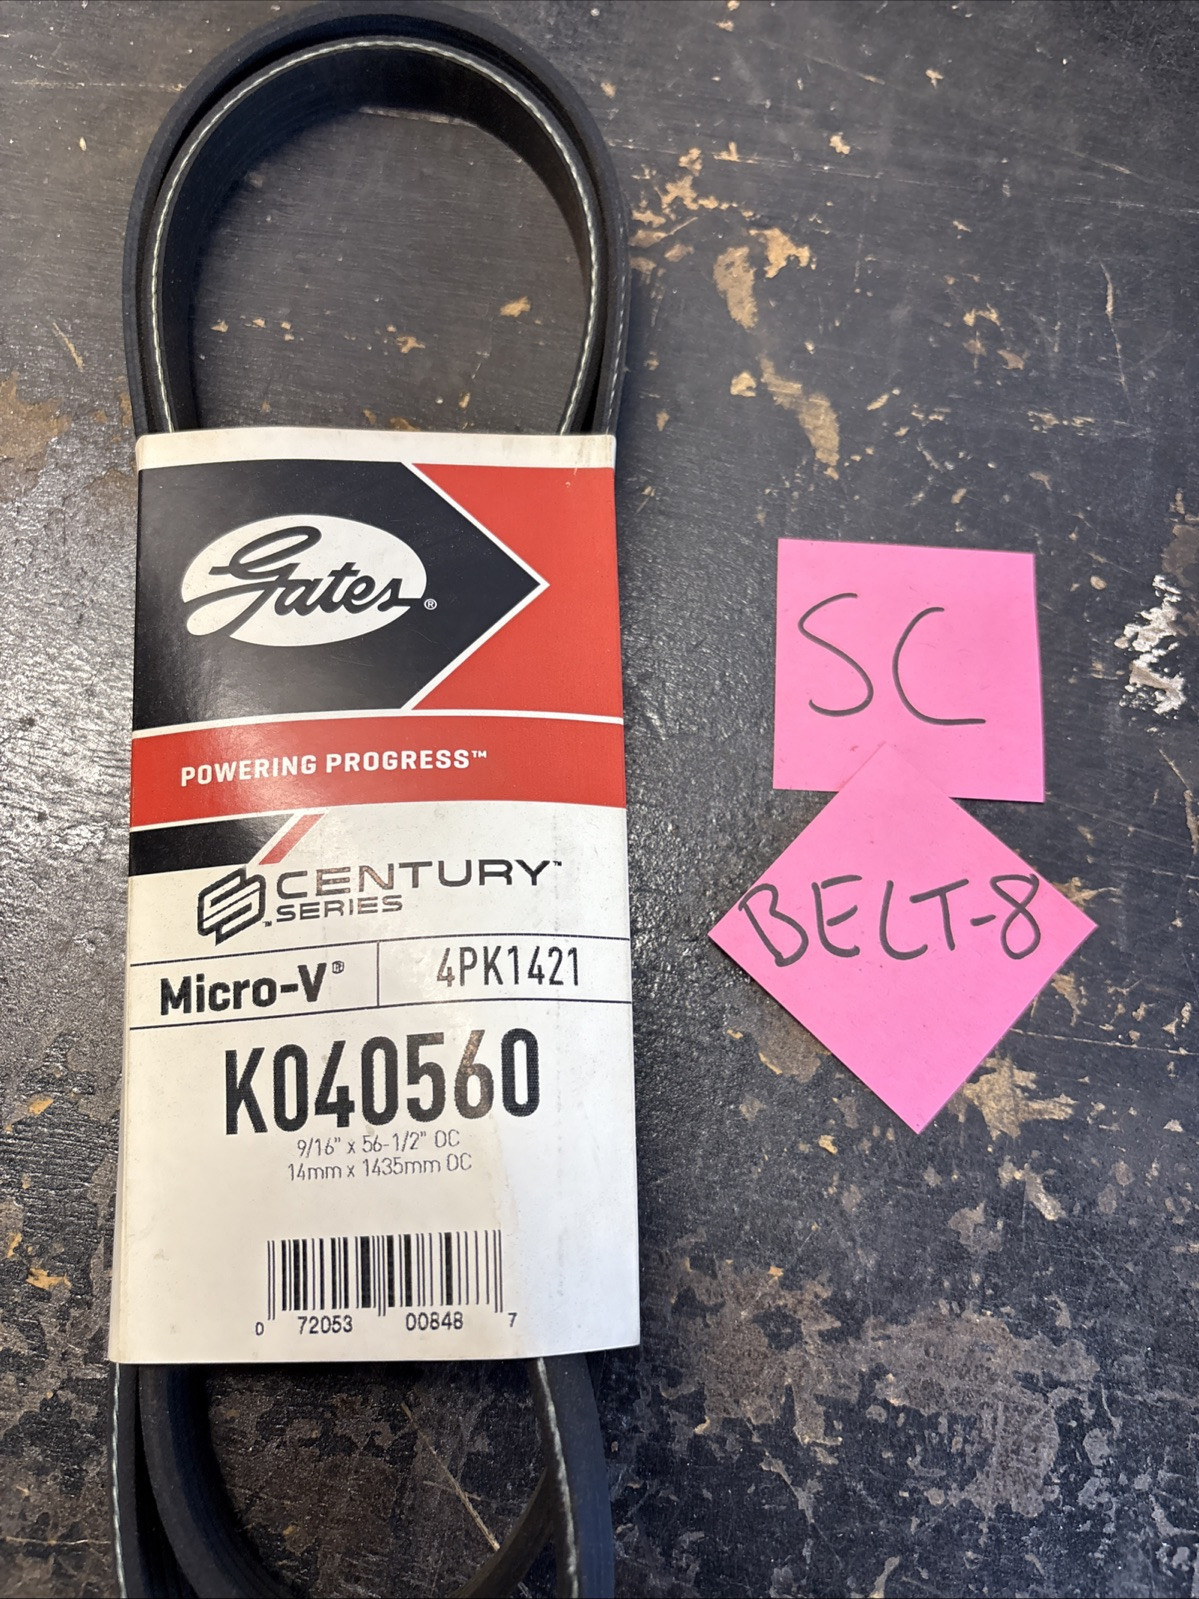 Gates®
POWERING PROGRESS™
CENTURY™
™SERIES
Micro-V®
4PK1421
K040560
9/16" x 56-1/2" OC
14mm x 1435mm OC
0 72053 00848 7
SC
BELT-8